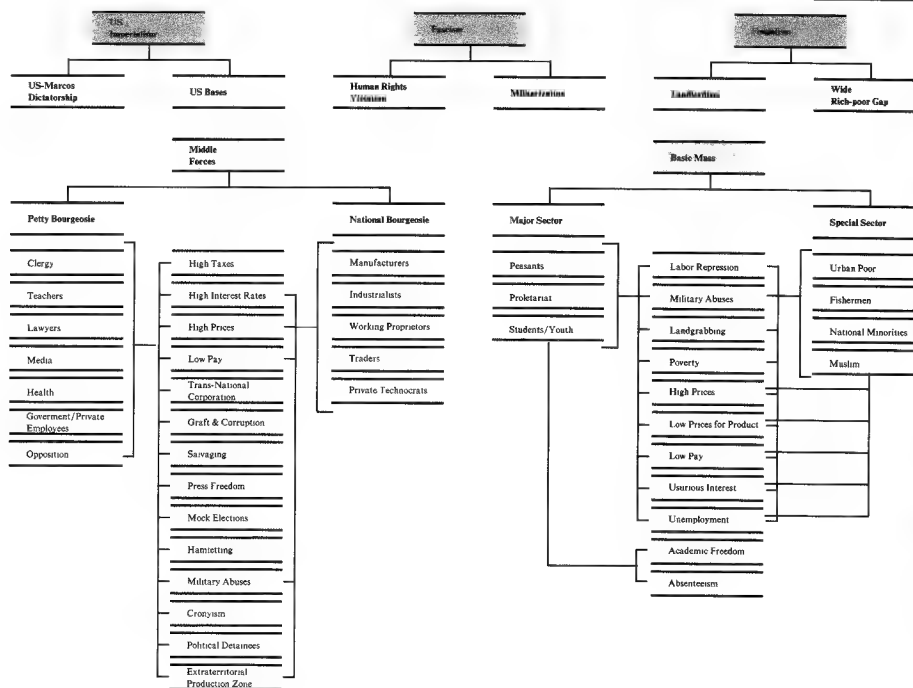 US
Imperialism
Fascism
US-Marcos
Dictatorship
US Bases
Human Rights
Militarization
Landlordism
Wide
Rich-poor Gap
Middle
Forces
Basic Mass
Petty Bourgeosie
National Bourgeosie
Major Sector
Special Sector
Clergy
Teachers
Lawyers
Media
Health
Goverment/Private
Employees
Opposition
High Taxes
High Interest Rates
High Prices
Low Pay
Trans-National
Corporation
Graft & Corruption
Salvaging
Press Freedom
Mock Elections
Hamletting
Military Abuses
Cronyism
Political Detainees
Extraterritorial
Production Zone
Manufacturers
Industrialists
Working Proprietors
Traders
Private Technocrats
Peasants
Proletariat
Students/Youth
Labor Repression
Military Abuses
Landgrabbing
Poverty
High Prices
Low Prices for Product
Low Pay
Usurious Interest
Unemployment
Academic Freedom
Absenteeism
Urban Poor
Fishermen
National Minorities
Muslim